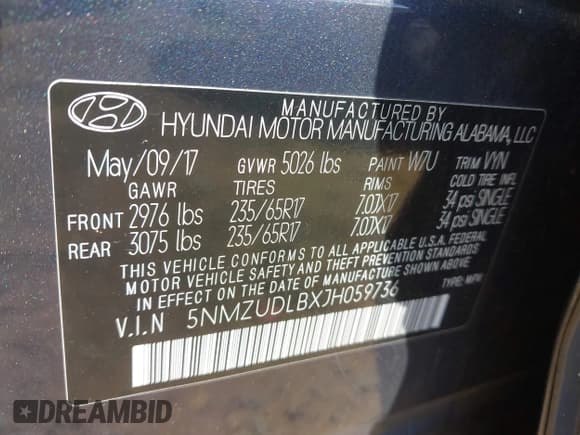 MANUFACTURED BY
HYUNDAI MOTOR MANUFACTURING ALABAMA, LLC
May/09/17 GVWR 5026 lbs PAINT W7U TRIM VYN
GAWR TIRES RIMS COLD TIRE INFL.
FRONT 2976 lbs 235/65R17 7.0JX17 34 psi SINGLE
REAR 3075 lbs 235/65R17 7.0JX17 34 psi SINGLE
THIS VEHICLE CONFORMS TO ALL APPLICABLE U.S.A. FEDERAL
MOTOR VEHICLE SAFETY AND THEFT PREVENTION STANDARDS
IN EFFECT ON THE DATE OF MANUFACTURE SHOWN ABOVE.
V.I.N 5NMZUDLBXJH059736 TYPE: MPV
DREAMBID